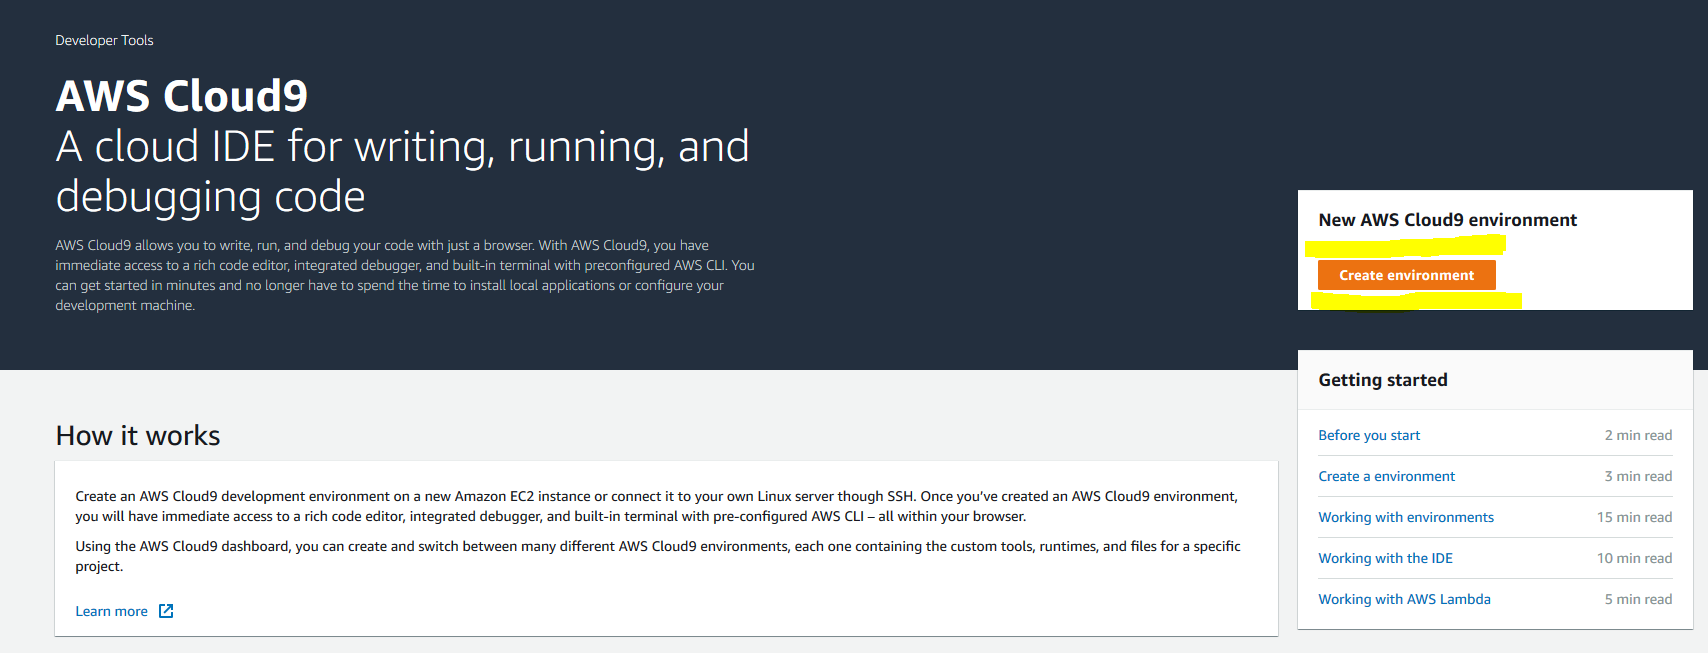 Developer Tools
AWS Cloud9
A cloud IDE for writing, running, and
debugging code
AWS Cloud9 allows you to write, run, and debug your code with just a browser. With AWS Cloud9, you have
immediate access to a rich code editor, integrated debugger, and built-in terminal with preconfigured AWS CLI. You
can get started in minutes and no longer have to spend the time to install local applications or configure your
development machine.
New AWS Cloud9 environment
Create environment
How it works
Create an AWS Cloud9 development environment on a new Amazon EC2 instance or connect it to your own Linux server though SSH. Once you’ve created an AWS Cloud9 environment,
you will have immediate access to a rich code editor, integrated debugger, and built-in terminal with pre-configured AWS CLI – all within your browser.
Using the AWS Cloud9 dashboard, you can create and switch between many different AWS Cloud9 environments, each one containing the custom tools, runtimes, and files for a specific
project.
Learn more
Getting started
Before you start 2 min read
Create a environment 3 min read
Working with environments 15 min read
Working with the IDE 10 min read
Working with AWS Lambda 5 min read